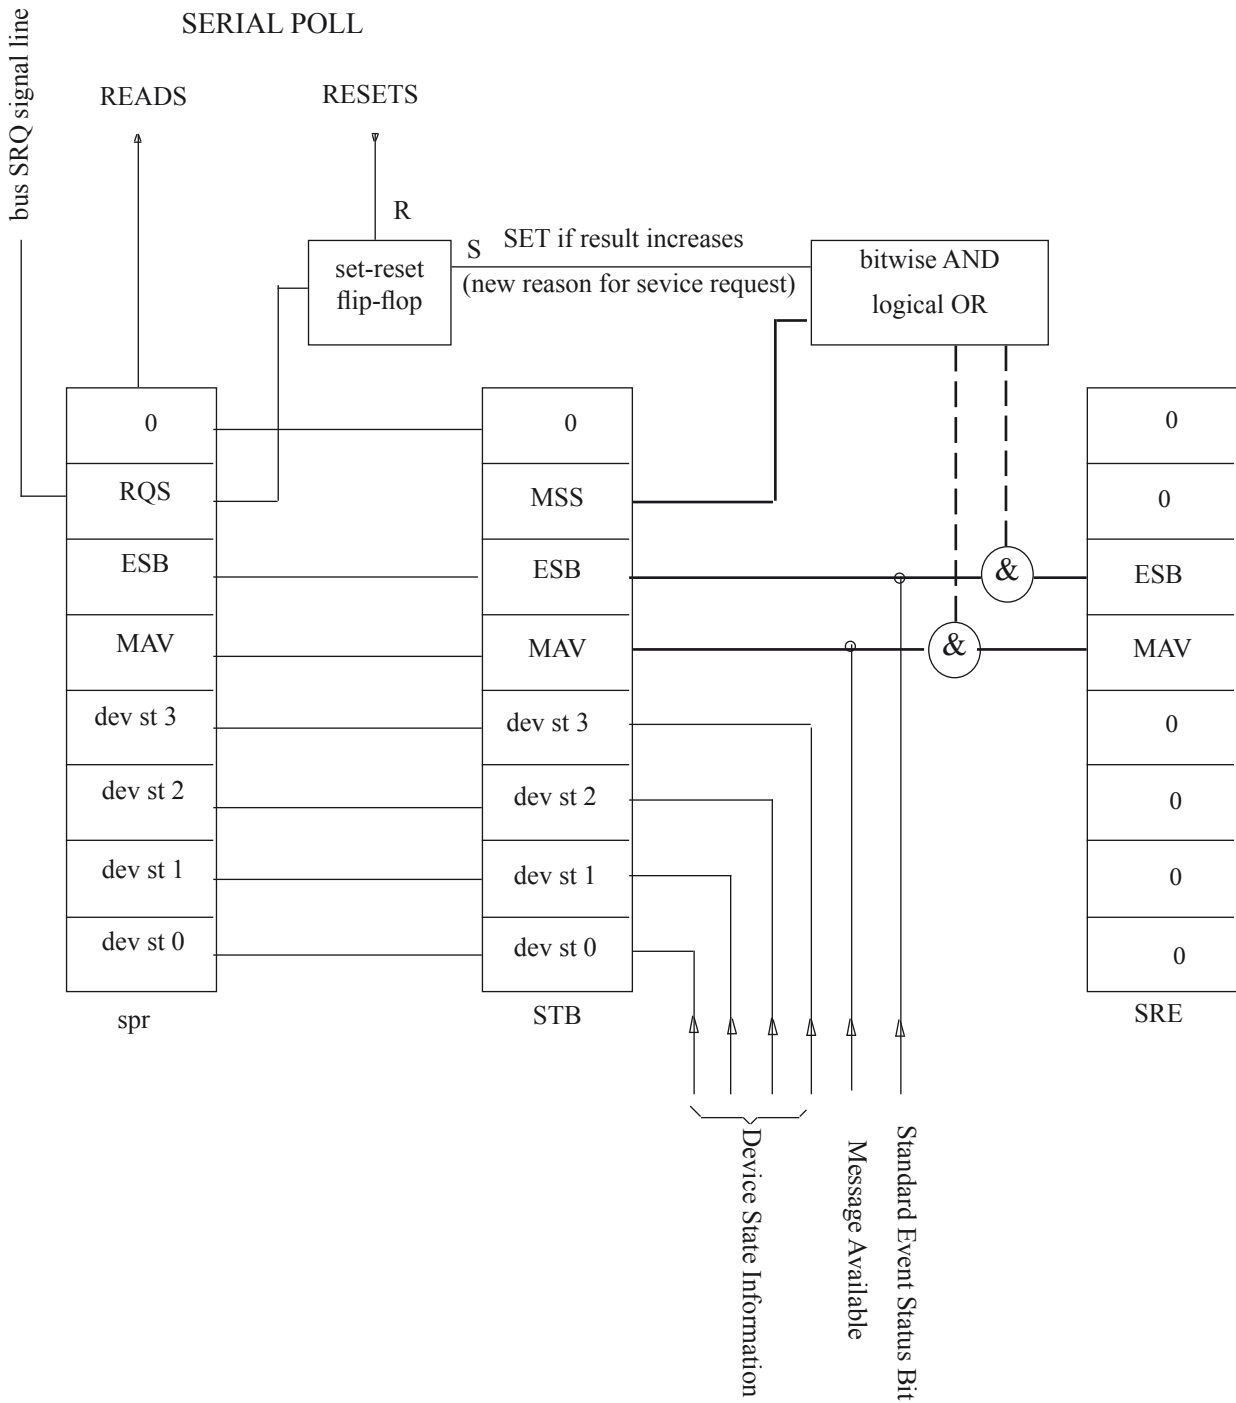 SERIAL POLL
bus SRQ signal line
READS
RESETS
R
S
SET if result increases
(new reason for sevice request)
set-reset
flip-flop
bitwise AND
logical OR
0
RQS
ESB
MAV
dev st 3
dev st 2
dev st 1
dev st 0
spr
0
MSS
ESB
MAV
dev st 3
dev st 2
dev st 1
dev st 0
STB
&
&
0
0
ESB
MAV
0
0
0
0
SRE
Device State Information
Message Available
Standard Event Status Bit